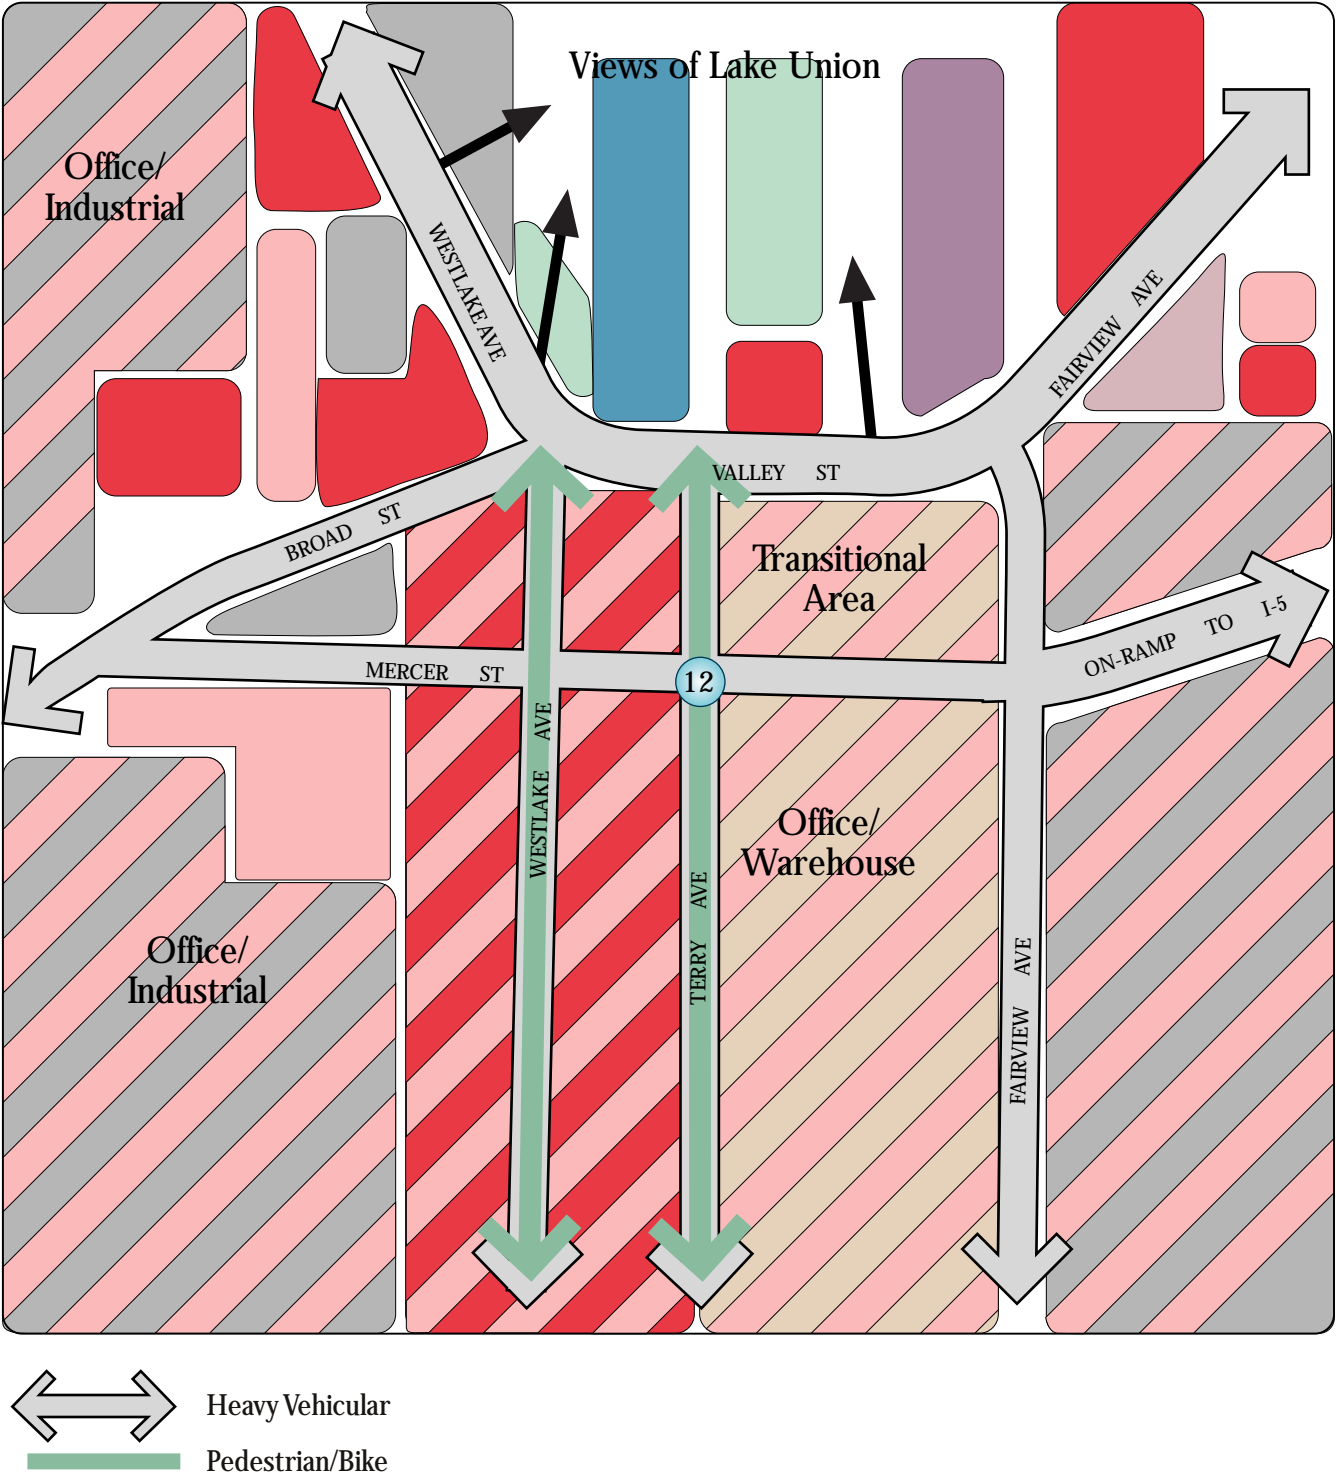 Views of Lake Union
Office/
Industrial
WESTLAKE AVE
FAIRVIEW AVE
VALLEY ST
BROAD ST
Transitional
Area
ON-RAMP TO I-5
MERCER ST
12
WESTLAKE AVE
Office/
Warehouse
TERRY AVE
Office/
Industrial
FAIRVIEW AVE
Heavy Vehicular
Pedestrian/Bike